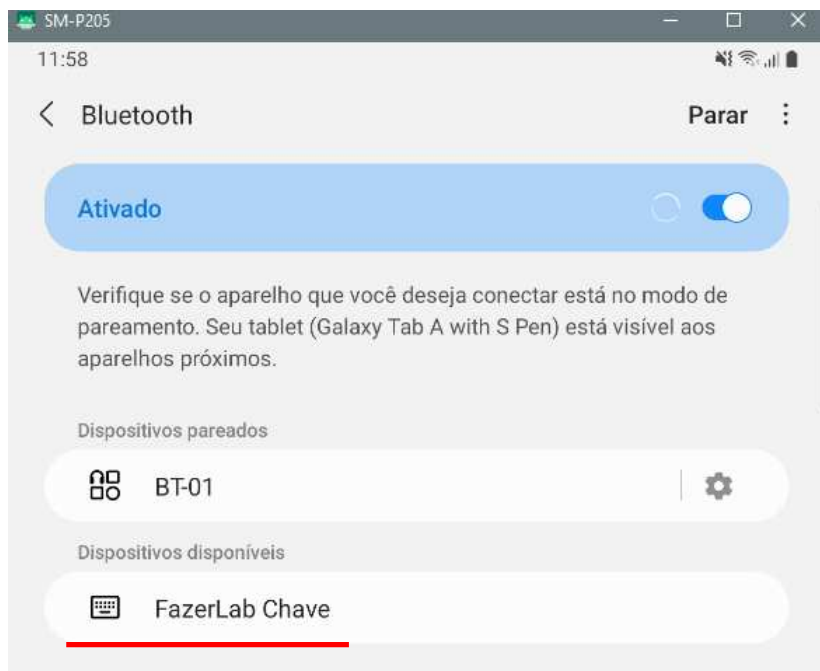 SM-P205
11:58
Bluetooth
Parar
Ativado
Verifique se o aparelho que você deseja conectar está no modo de
pareamento. Seu tablet (Galaxy Tab A with S Pen) está visível aos
aparelhos próximos.
Dispositivos pareados
BT-01
Dispositivos disponíveis
FazerLab Chave